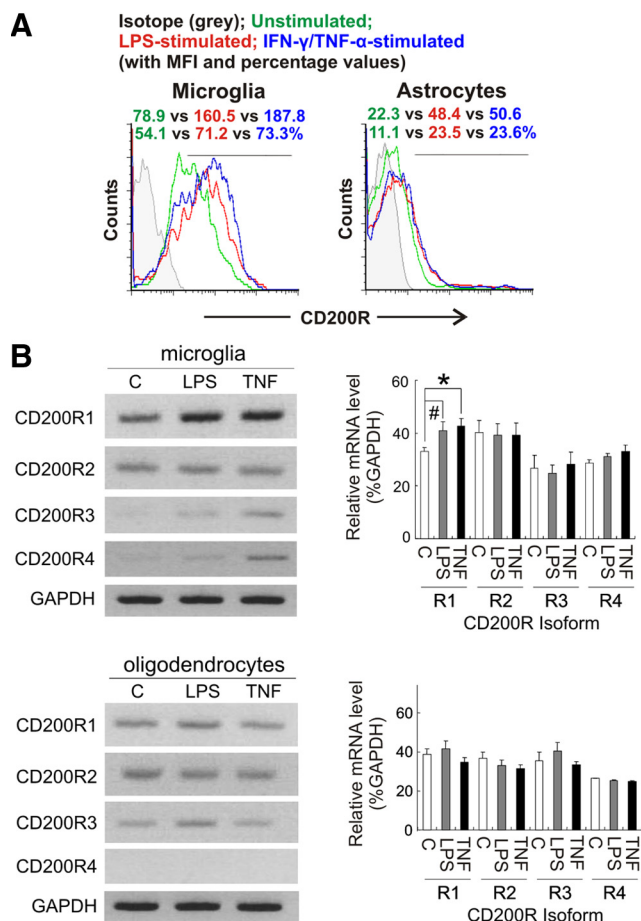 A
Isotope (grey); Unstimulated;
LPS-stimulated; IFN-γ/TNF-α-stimulated
(with MFI and percentage values)
Microglia
78.9 vs 160.5 vs 187.8
54.1 vs 71.2 vs 73.3%
Counts
Astrocytes
22.3 vs 48.4 vs 50.6
11.1 vs 23.5 vs 23.6%
Counts
CD200R
B
microglia
C LPS TNF
CD200R1
CD200R2
CD200R3
CD200R4
GAPDH
Relative mRNA level
(%GAPDH)
60
40
20
0
*
#
C LPS TNF C LPS TNF C LPS TNF C LPS TNF
R1 R2 R3 R4
CD200R Isoform
oligodendrocytes
C LPS TNF
CD200R1
CD200R2
CD200R3
CD200R4
GAPDH
Relative mRNA level
(%GAPDH)
60
40
20
0
C LPS TNF C LPS TNF C LPS TNF C LPS TNF
R1 R2 R3 R4
CD200R Isoform